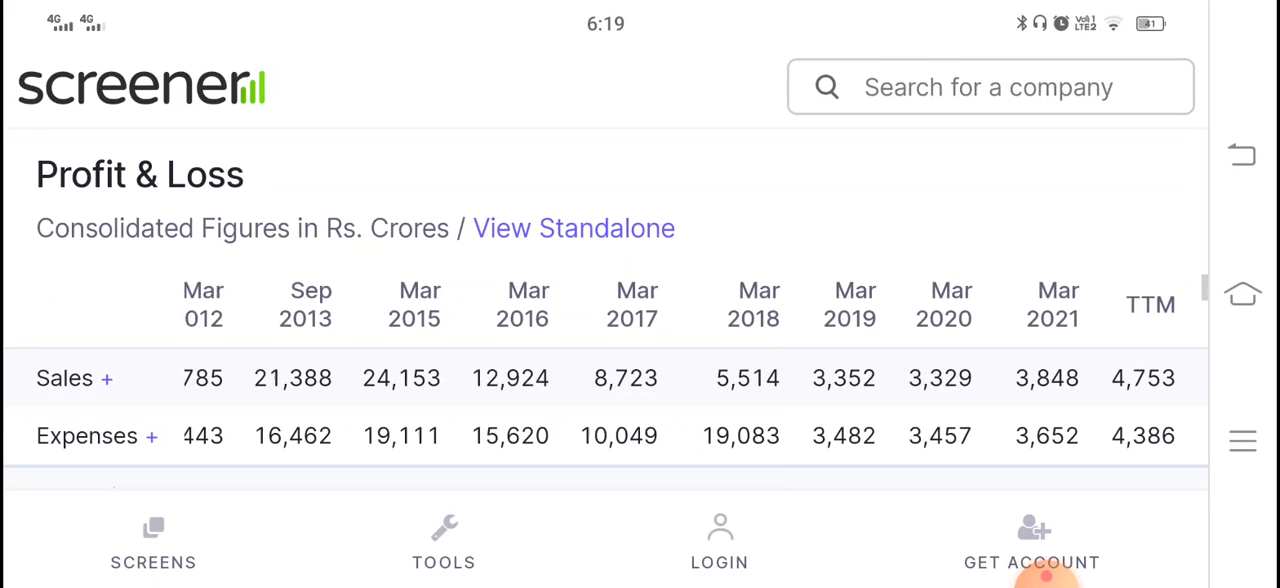 4G 4G 6:19 Vol) 1 LTE2 41
screener Search for a company
Profit & Loss
Consolidated Figures in Rs. Crores / View Standalone
Mar Sep Mar Mar Mar Mar Mar Mar Mar TTM
012 2013 2015 2016 2017 2018 2019 2020 2021
Sales + 785 21,388 24,153 12,924 8,723 5,514 3,352 3,329 3,848 4,753
Expenses + 443 16,462 19,111 15,620 10,049 19,083 3,482 3,457 3,652 4,386
SCREENS TOOLS LOGIN GET ACCOUNT